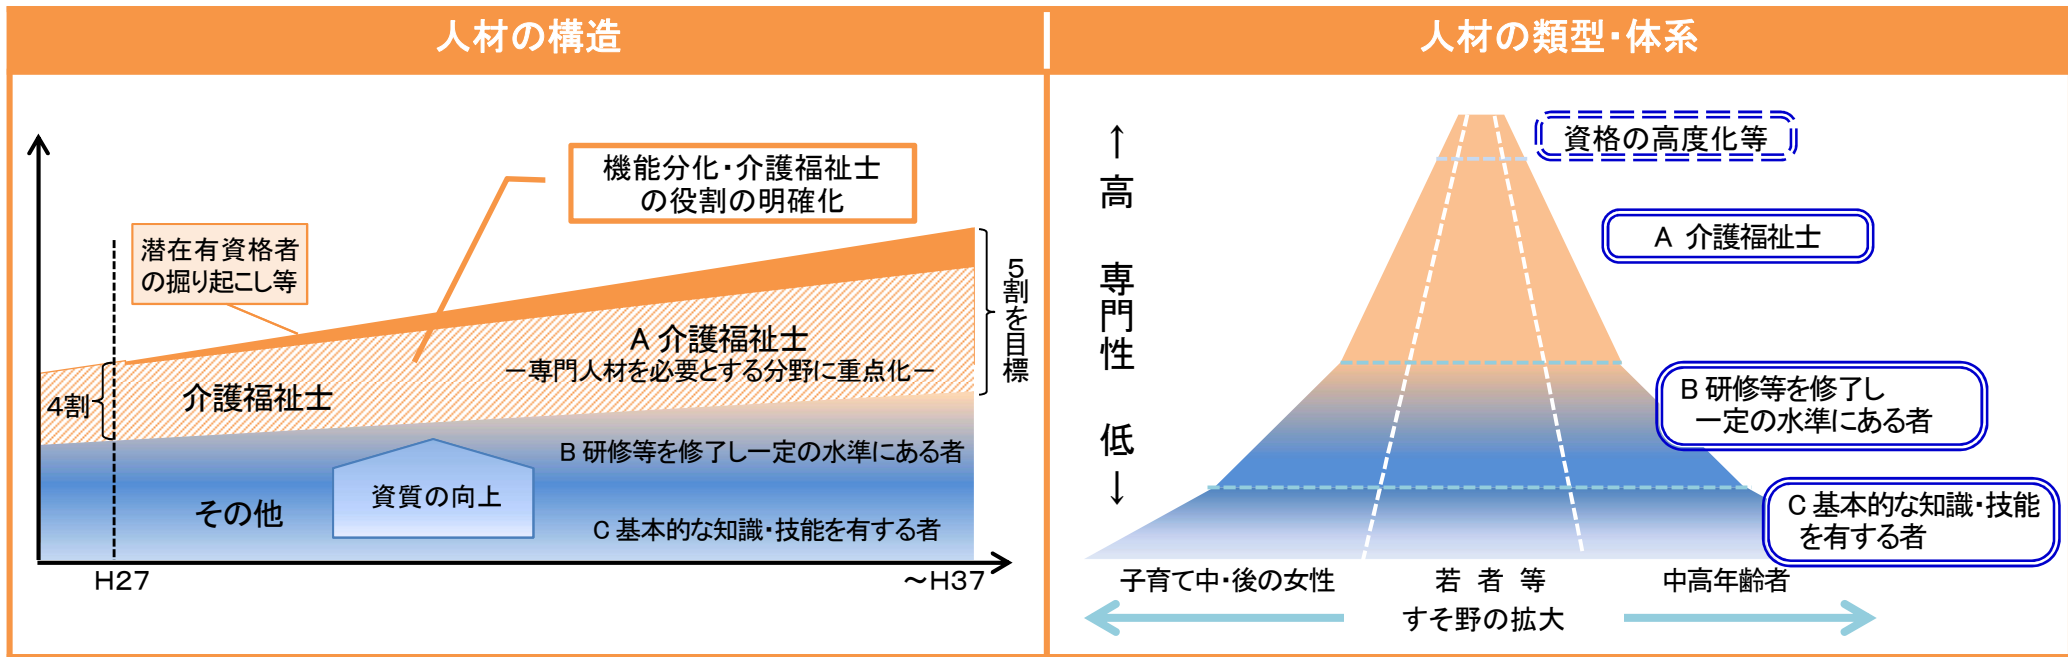 人材の構造
機能分化・介護福祉士
の役割の明確化
潜在有資格者
の掘り起こし等
5割を目標
A 介護福祉士
－専門人材を必要とする分野に重点化－
4割
介護福祉士
B 研修等を修了し一定の水準にある者
資質の向上
その他
C 基本的な知識・技能を有する者
H27
～H37
人材の類型・体系
↑高 専門性 低↓
資格の高度化等
A 介護福祉士
B 研修等を修了し
一定の水準にある者
C 基本的な知識・技能
を有する者
子育て中・後の女性
若者等
中高年齢者
すそ野の拡大